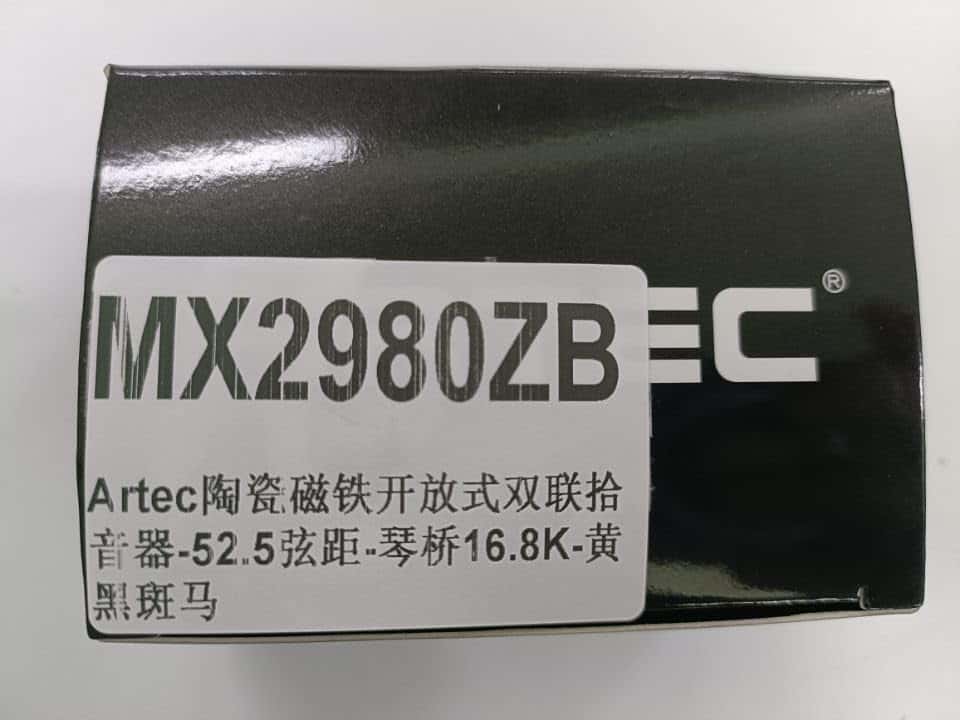 MX2980ZB
EC®
Artec陶瓷磁铁开放式双联拾
音器-52.5弦距-琴桥16.8K-黄
黑斑马